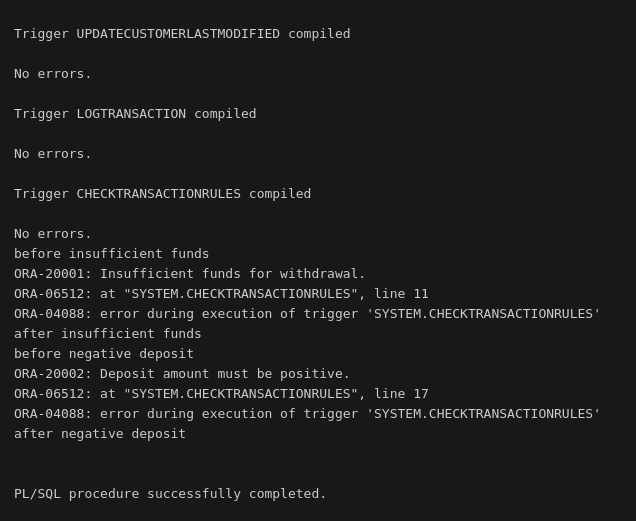 Trigger UPDATECUSTOMERLASTMODIFIED compiled
No errors.
Trigger LOGTRANSACTION compiled
No errors.
Trigger CHECKTRANSACTIONRULES compiled
No errors.
before insufficient funds
ORA-20001: Insufficient funds for withdrawal.
ORA-06512: at "SYSTEM.CHECKTRANSACTIONRULES", line 11
ORA-04088: error during execution of trigger 'SYSTEM.CHECKTRANSACTIONRULES'
after insufficient funds
before negative deposit
ORA-20002: Deposit amount must be positive.
ORA-06512: at "SYSTEM.CHECKTRANSACTIONRULES", line 17
ORA-04088: error during execution of trigger 'SYSTEM.CHECKTRANSACTIONRULES'
after negative deposit
PL/SQL procedure successfully completed.